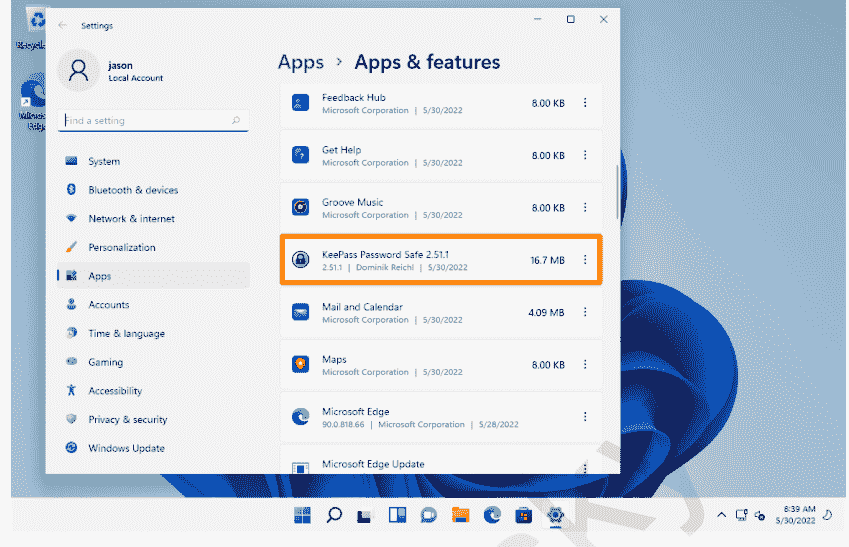 Recycle
Settings
jason
Local Account
Find a setting
System
Bluetooth & devices
Network & internet
Personalization
Apps
Accounts
Time & language
Gaming
Accessibility
Privacy & security
Windows Update
Apps > Apps & features
Feedback Hub
Microsoft Corporation | 5/30/2022
8.00 KB
Get Help
Microsoft Corporation | 5/30/2022
8.00 KB
Groove Music
Microsoft Corporation | 5/30/2022
8.00 KB
KeePass Password Safe 2.51.1
2.51.1 | Dominik Reichl | 5/30/2022
16.7 MB
Mail and Calendar
Microsoft Corporation | 5/30/2022
4.09 MB
Maps
Microsoft Corporation | 5/30/2022
8.00 KB
Microsoft Edge
90.0.818.66 | Microsoft Corporation | 5/28/2022
Microsoft Edge Update
8:39 AM
5/30/2022